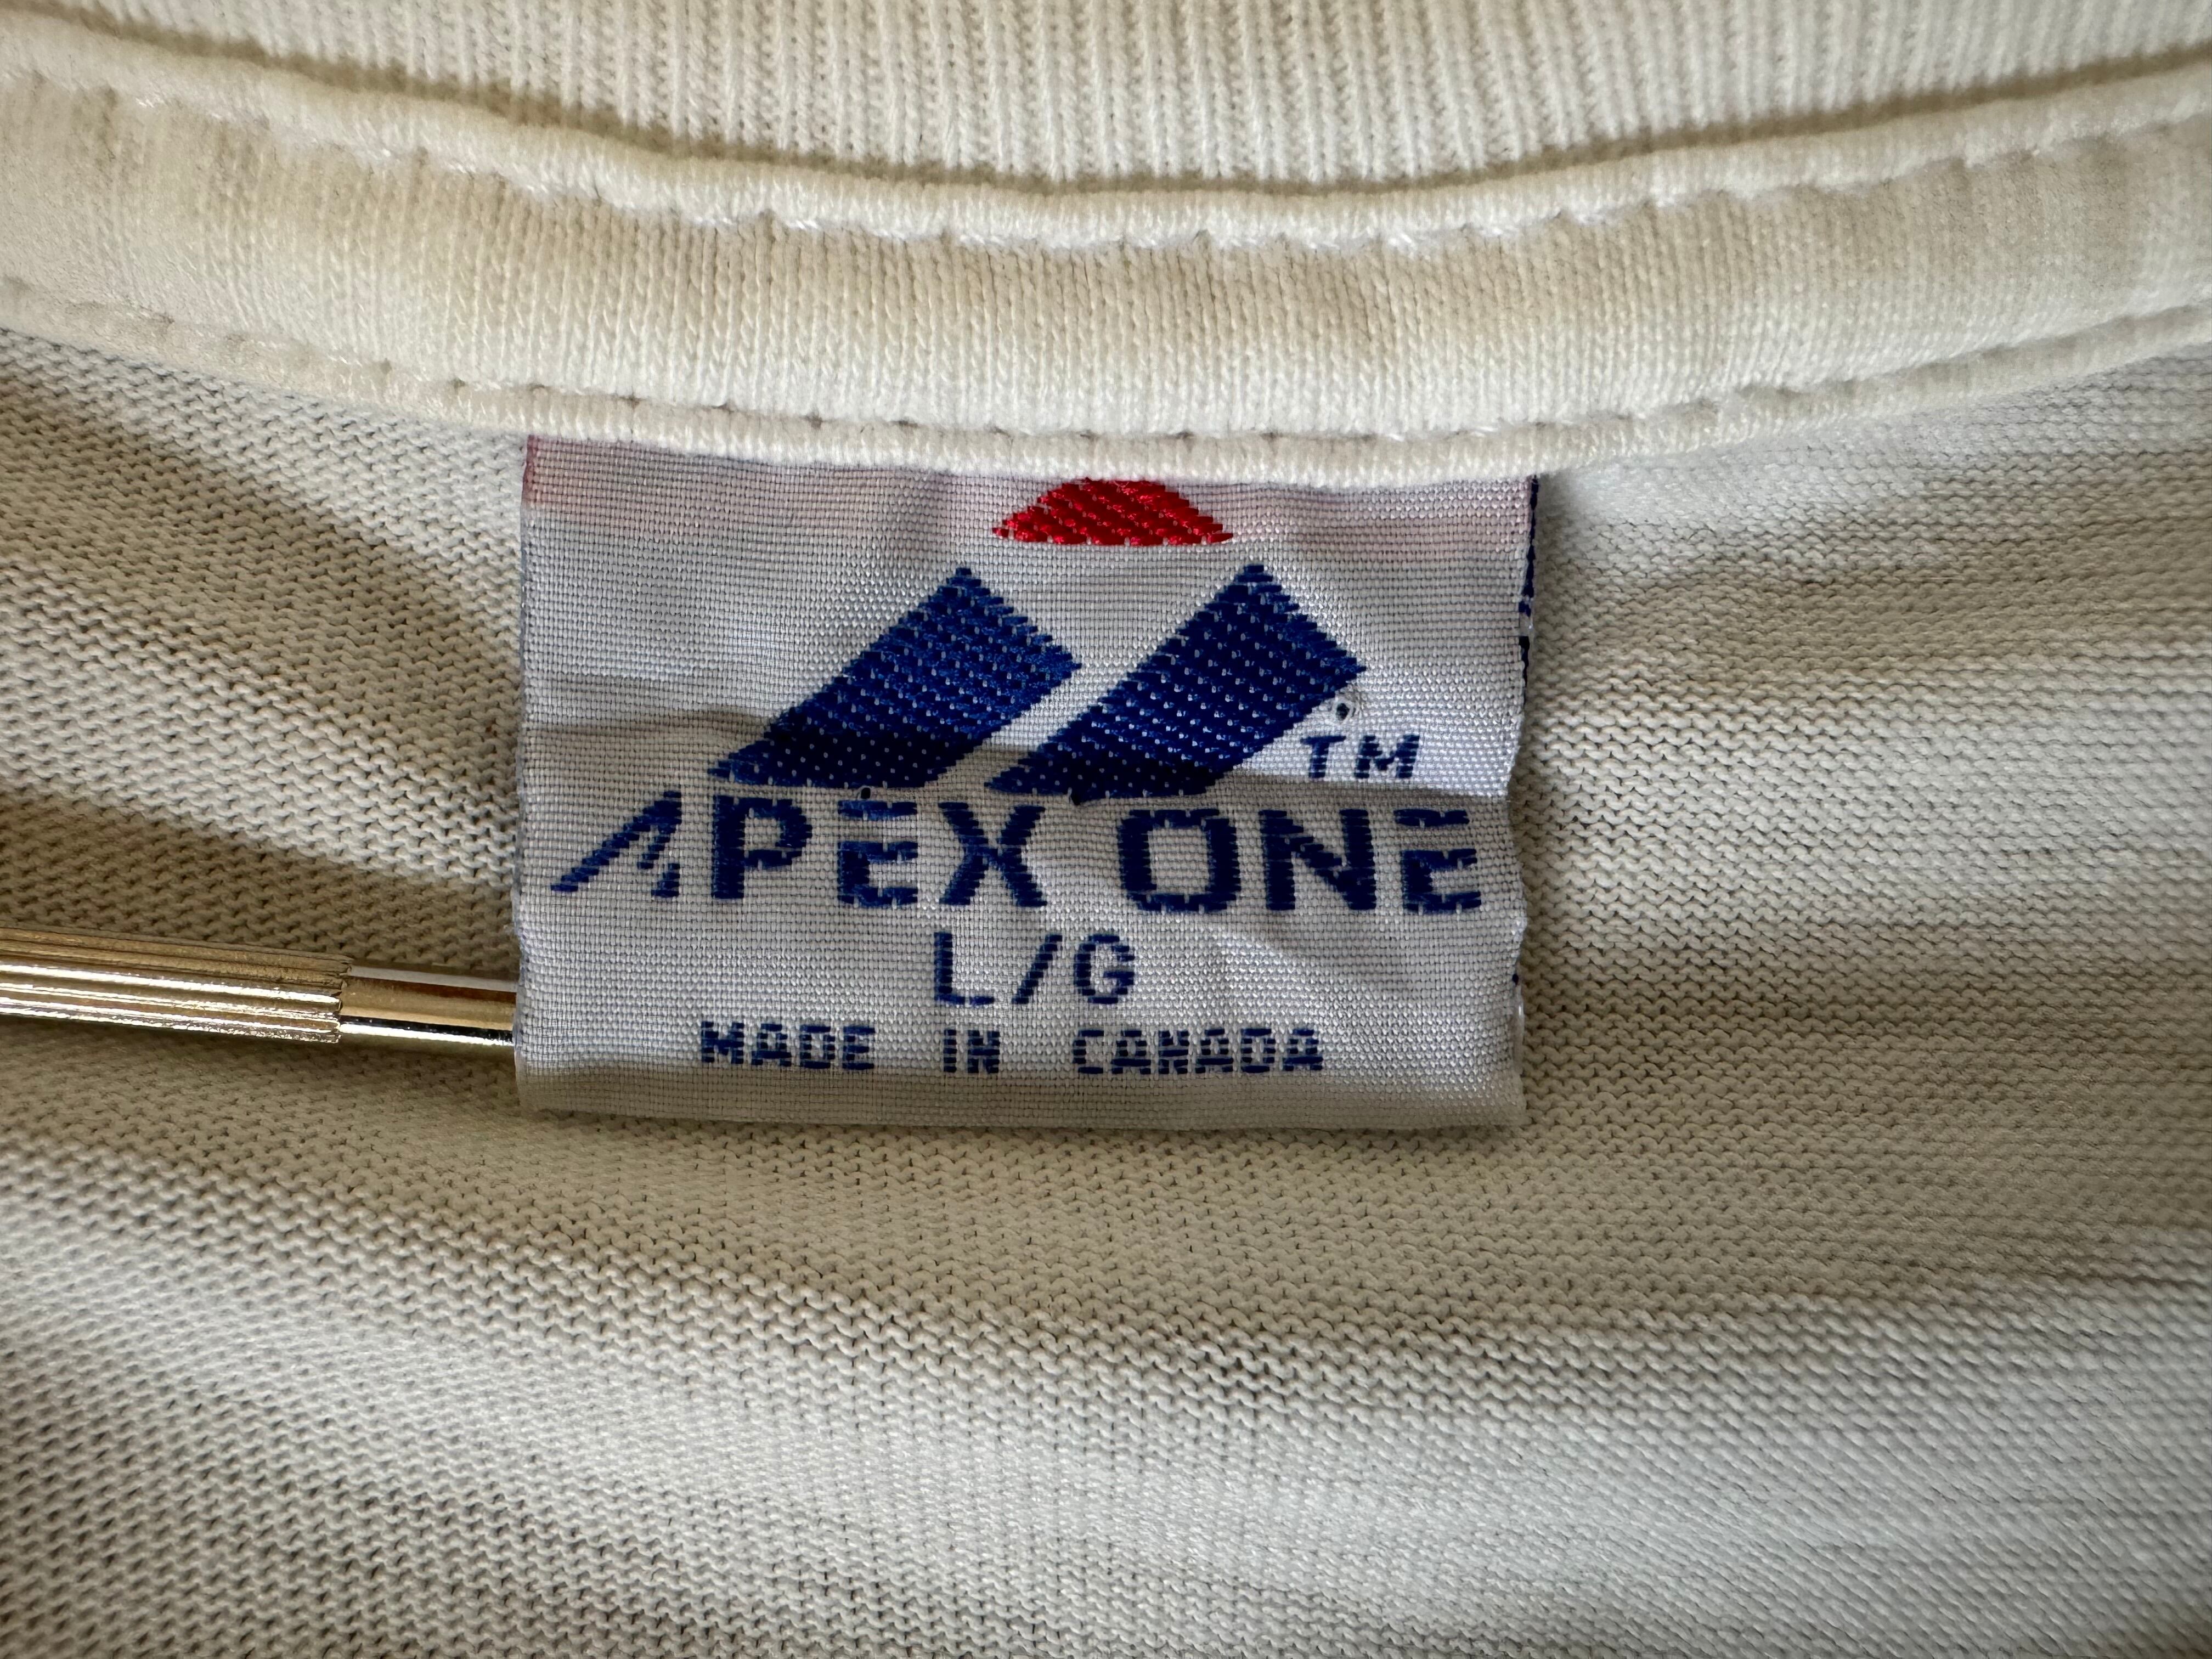 TM
APEX ONE
L/G
MADE IN CANADA